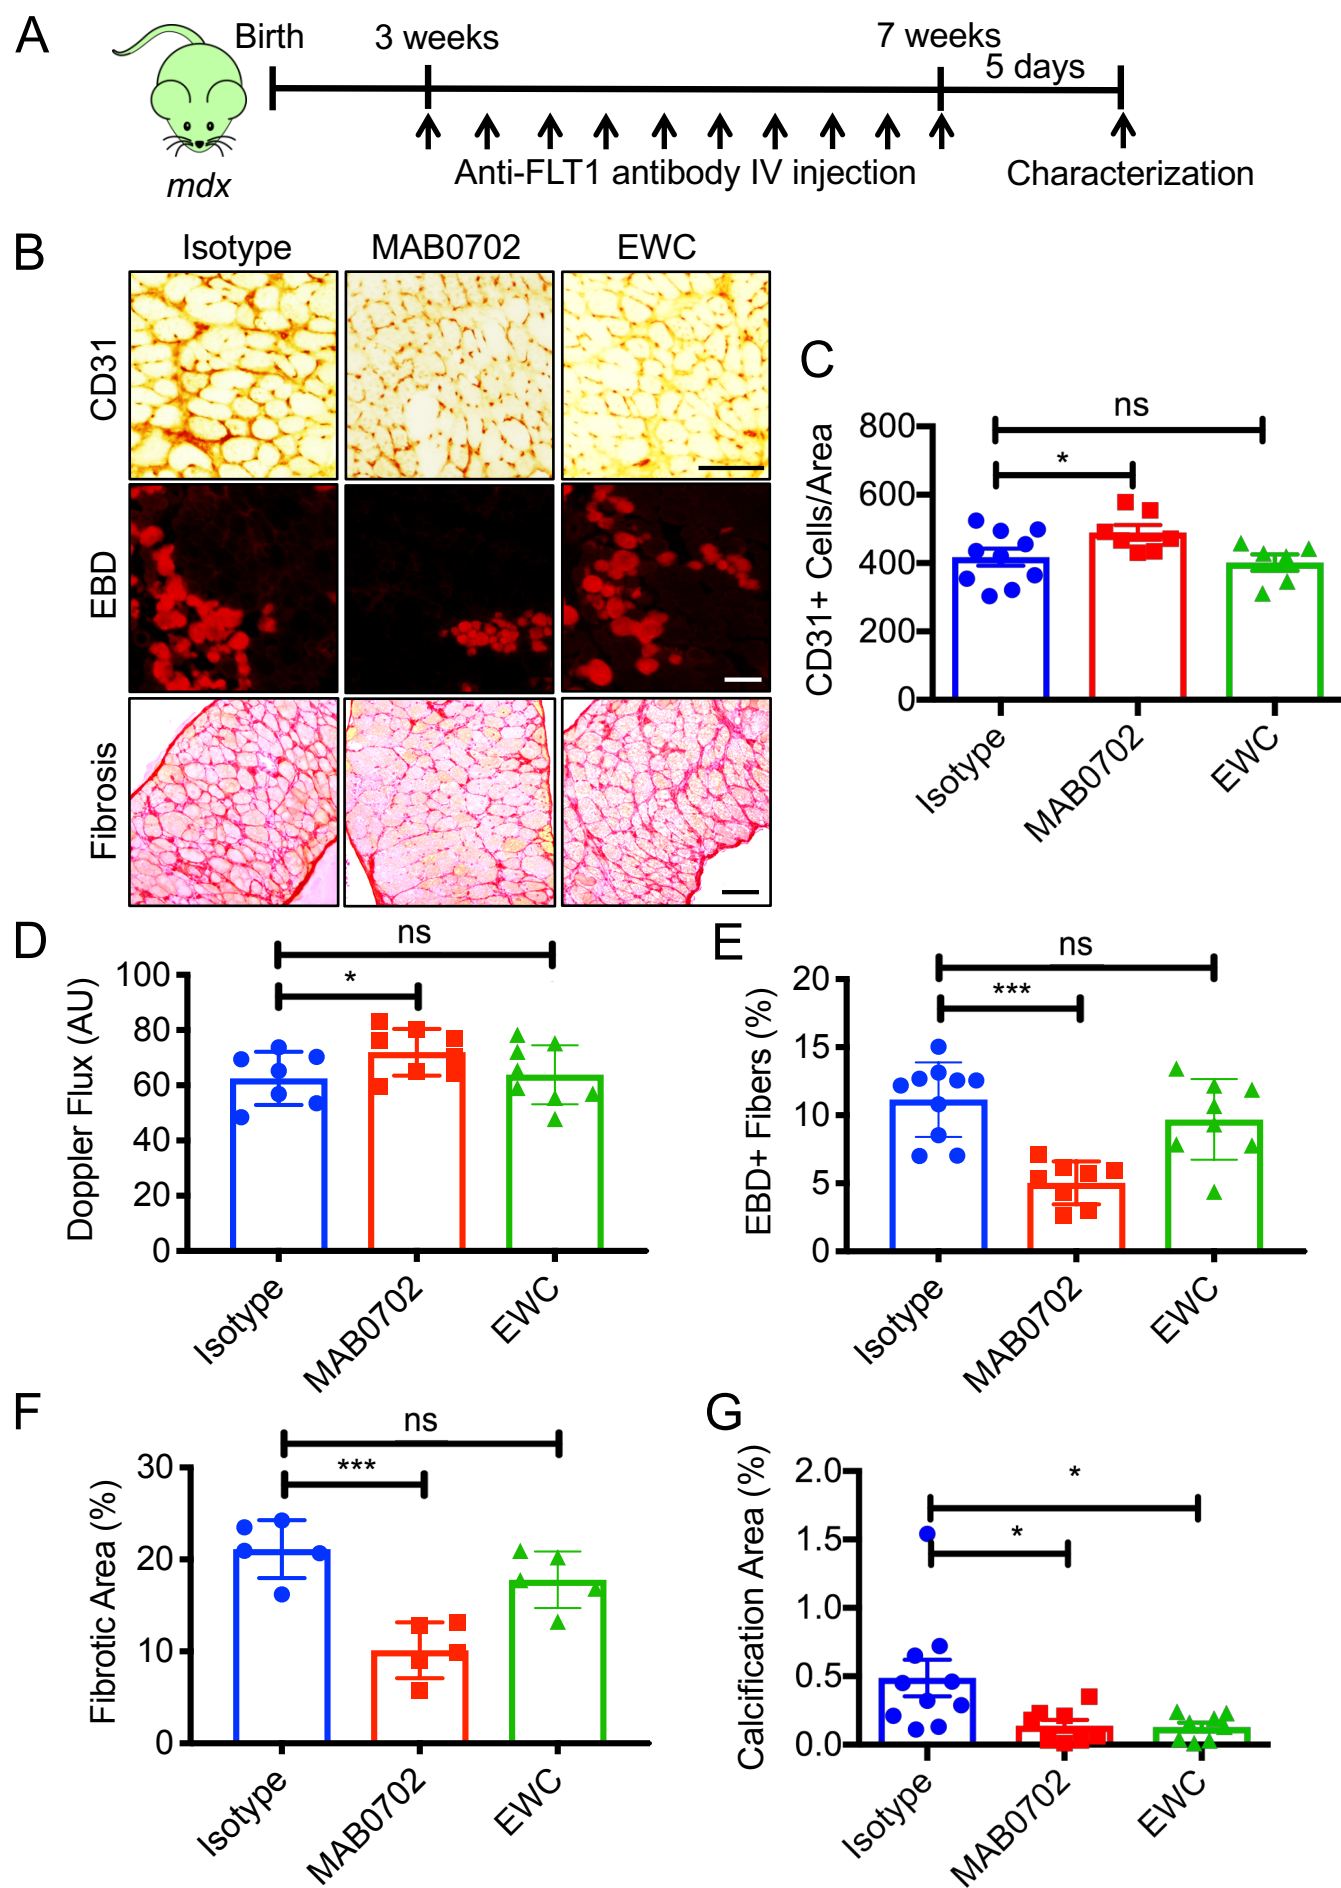 A
Birth
3 weeks
7 weeks
5 days
mdx
Anti-FLT1 antibody IV injection
Characterization
B
Isotype
MAB0702
EWC
CD31
EBD
Fibrosis
C
CD31+ Cells/Area
800
600
400
200
0
ns
*
Isotype
MAB0702
EWC
D
Doppler Flux (AU)
100
80
60
40
20
0
ns
*
Isotype
MAB0702
EWC
E
EBD+ Fibers (%)
20
15
10
5
0
ns
***
Isotype
MAB0702
EWC
F
Fibrotic Area (%)
30
20
10
0
ns
***
Isotype
MAB0702
EWC
G
Calcification Area (%)
2.0
1.5
1.0
0.5
0.0
*
*
Isotype
MAB0702
EWC